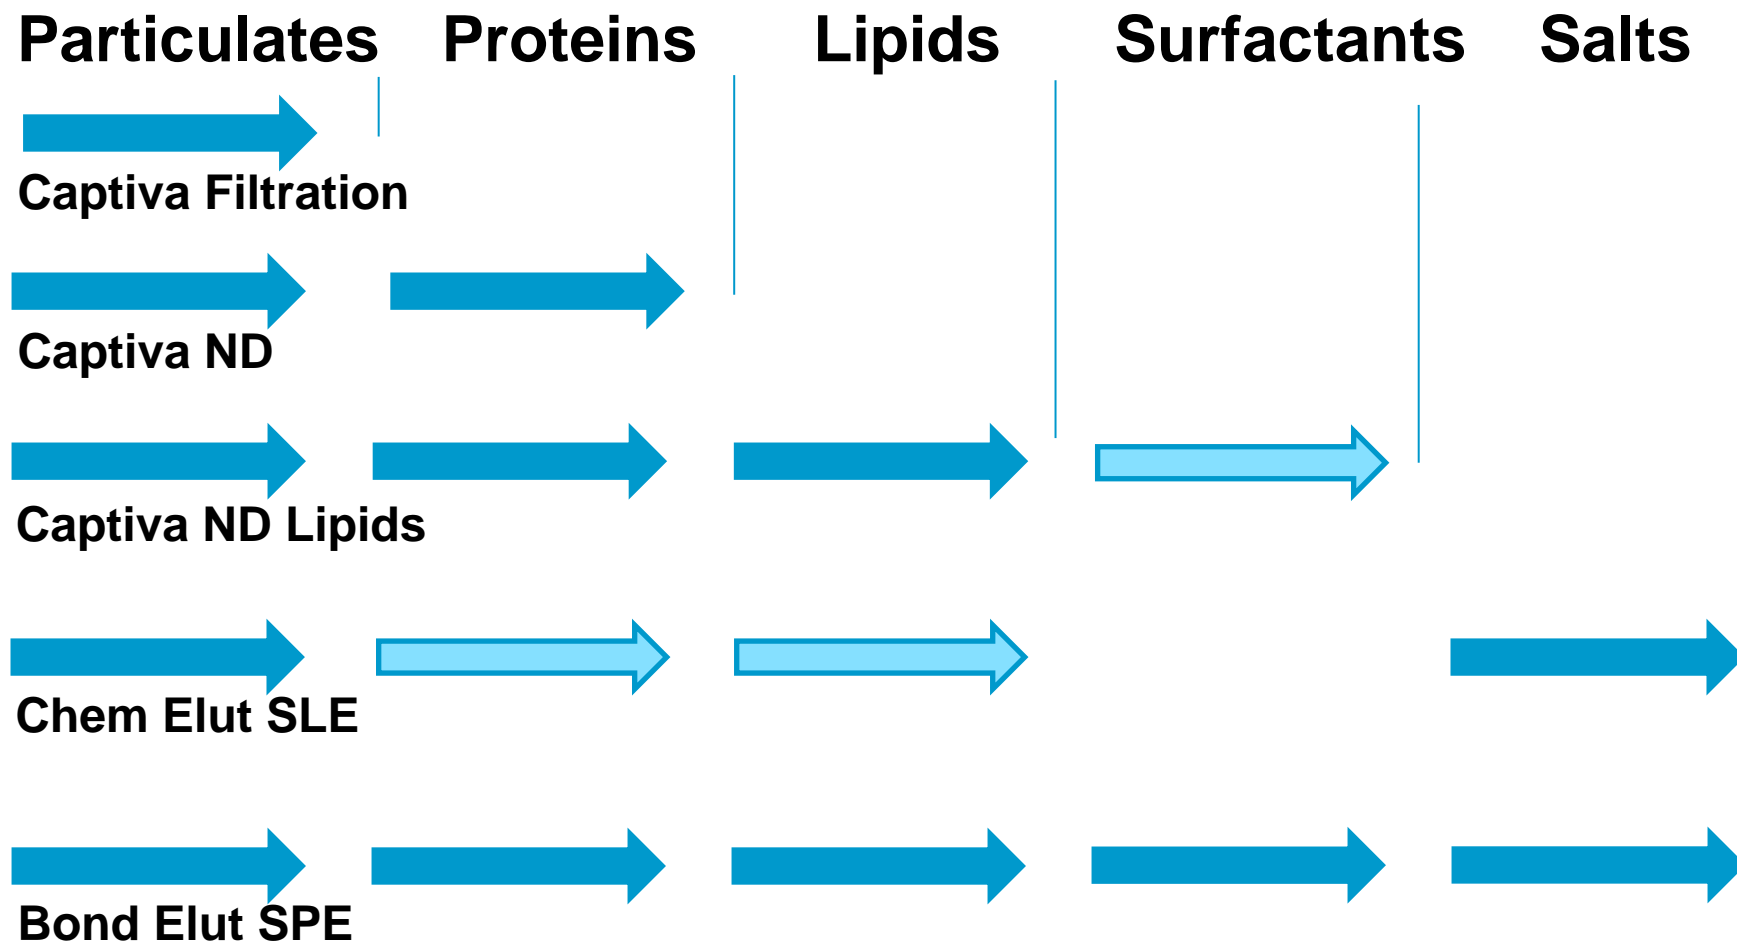 Particulates Proteins Lipids Surfactants Salts
Captiva Filtration
Captiva ND
Captiva ND Lipids
Chem Elut SLE
Bond Elut SPE